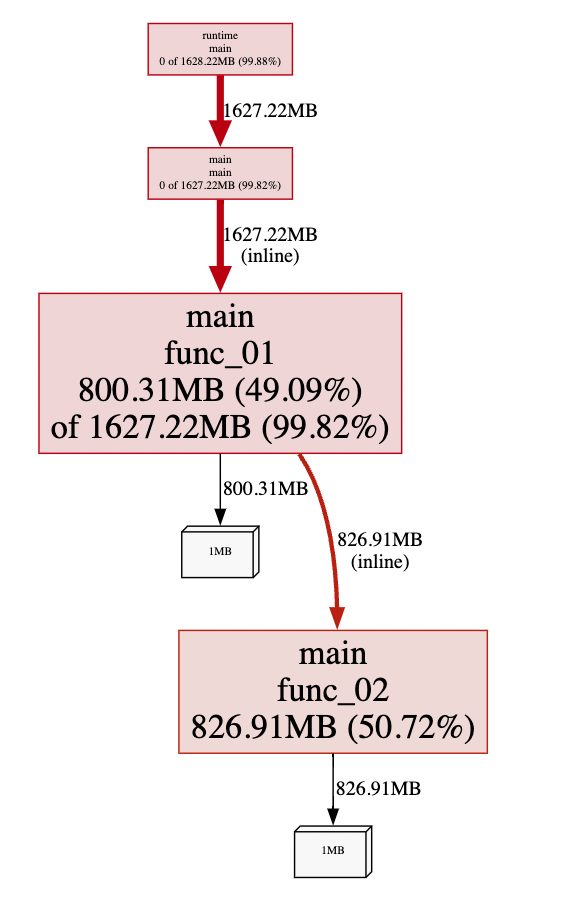 runtime
main
0 of 1628.22MB (99.88%)
1627.22MB
main
main
0 of 1627.22MB (99.82%)
1627.22MB
(inline)
main
func_01
800.31MB (49.09%)
of 1627.22MB (99.82%)
800.31MB
826.91MB
(inline)
1MB
main
func_02
826.91MB (50.72%)
826.91MB
1MB